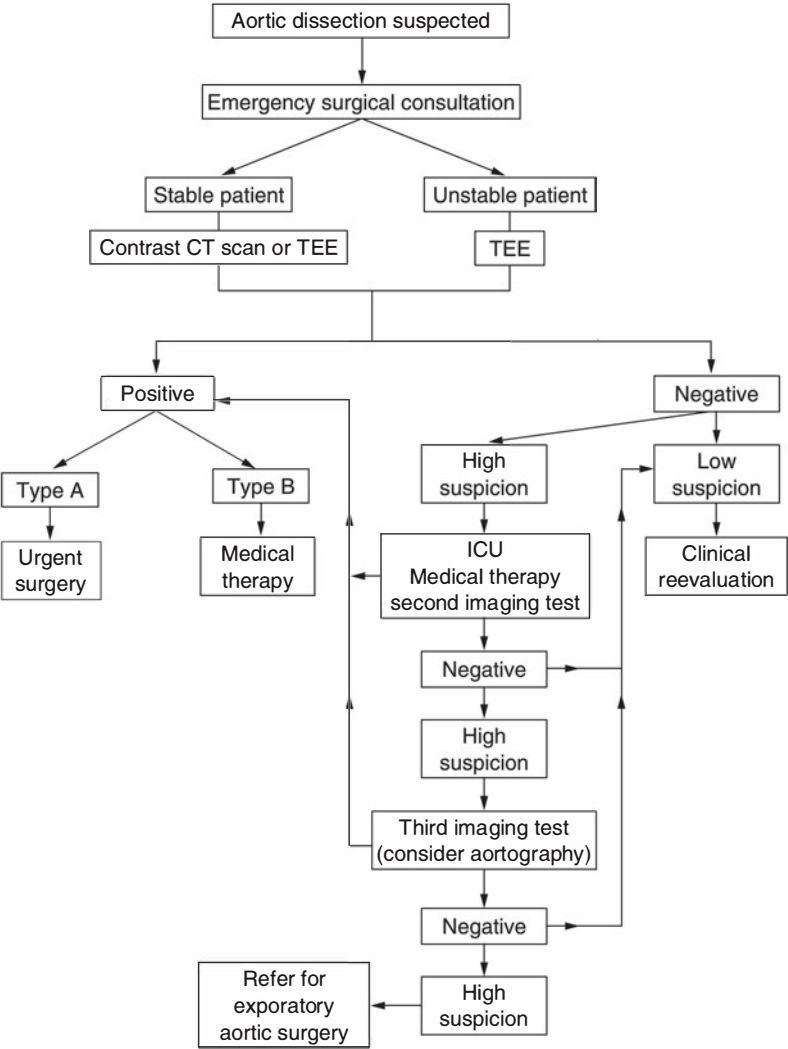 Aortic dissection suspected
Emergency surgical consultation
Stable patient
Unstable patient
Contrast CT scan or TEE
TEE
Positive
Negative
Type A
Type B
High
suspicion
Low
suspicion
Urgent
surgery
Medical
therapy
ICU
Medical therapy
second imaging test
Clinical
reevaluation
Negative
High
suspicion
Third imaging test
(consider aortography)
Negative
High
suspicion
Refer for
exporatory
aortic surgery